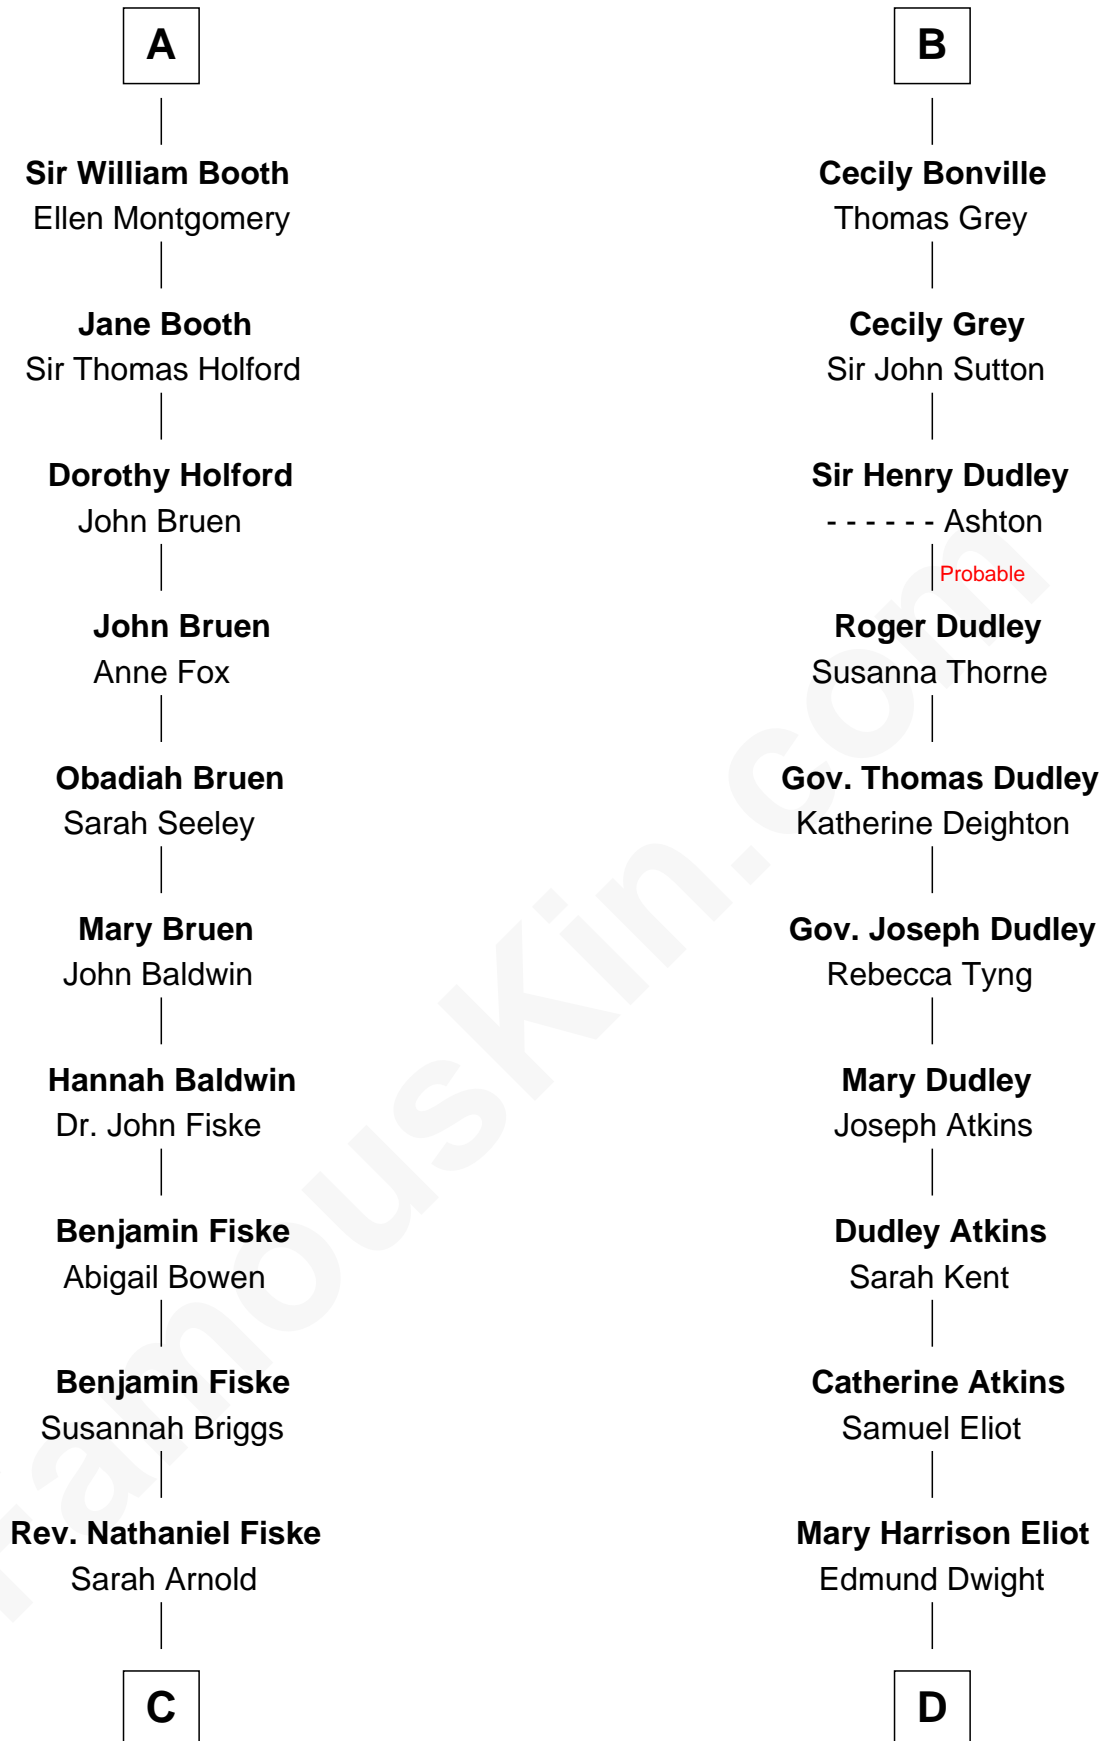 A
Sir William Booth
Ellen Montgomery
Jane Booth
Sir Thomas Holford
Dorothy Holford
John Bruen
John Bruen
Anne Fox
Obadiah Bruen
Sarah Seeley
Mary Bruen
John Baldwin
Hannah Baldwin
Dr. John Fiske
Benjamin Fiske
Abigail Bowen
Benjamin Fiske
Susannah Briggs
Rev. Nathaniel Fiske
Sarah Arnold
C
B
Cecily Bonville
Thomas Grey
Cecily Grey
Sir John Sutton
Sir Henry Dudley
- - - - - - Ashton
Probable
Roger Dudley
Susanna Thorne
Gov. Thomas Dudley
Katherine Deighton
Gov. Joseph Dudley
Rebecca Tyng
Mary Dudley
Joseph Atkins
Dudley Atkins
Sarah Kent
Catherine Atkins
Samuel Eliot
Mary Harrison Eliot
Edmund Dwight
D
FamousKin.com